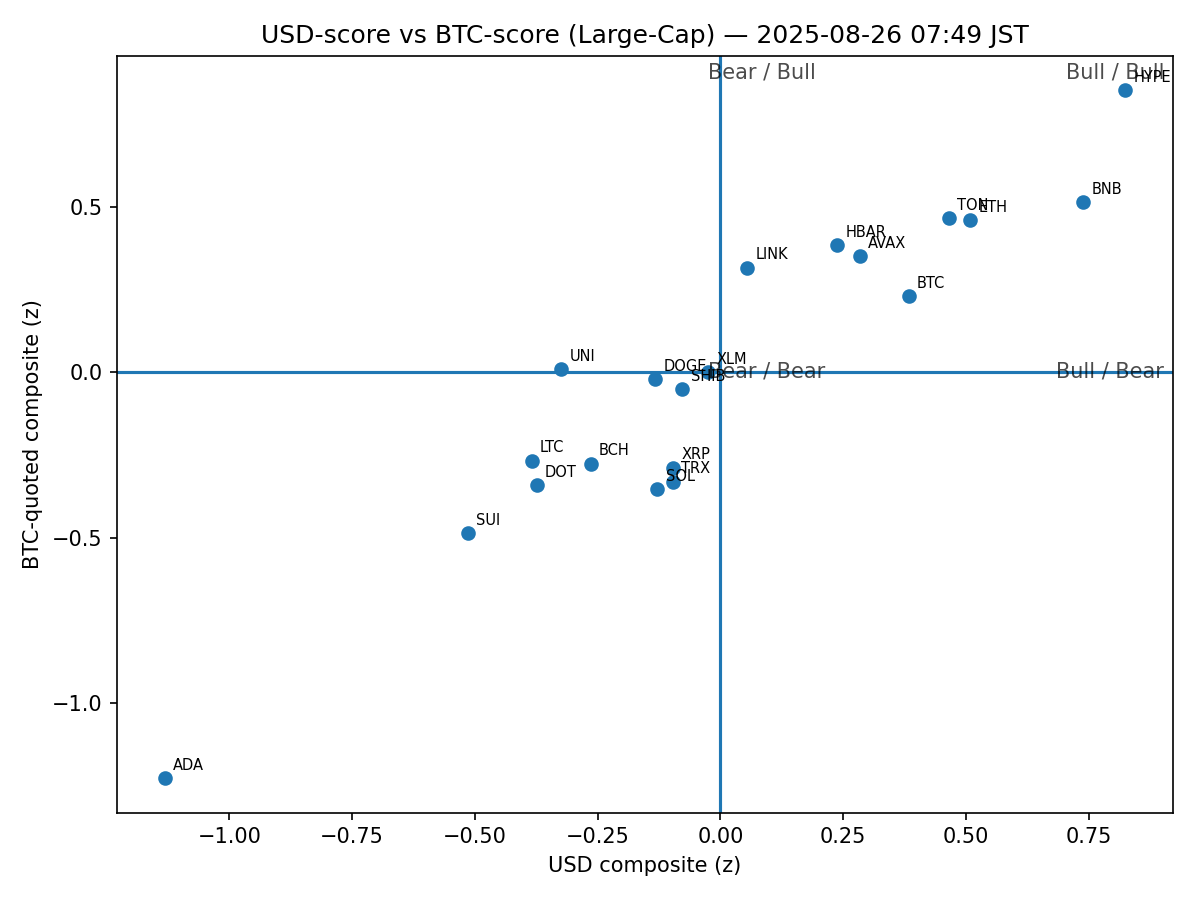 USD-score vs BTC-score (Large-Cap) — 2025-08-26 07:49 JST
Bear / Bull
Bull / Bull
HYPE
BNB
TON
ETH
HBAR
AVAX
LINK
BTC
UNI
XLM
DOGE
SHIB
Bear / Bear
Bull / Bear
LTC
BCH
XRP
TRX
DOT
SOL
SUI
ADA
0.5
0.0
−0.5
−1.0
−1.00
−0.75
−0.50
−0.25
0.00
0.25
0.50
0.75
USD composite (z)
BTC-quoted composite (z)